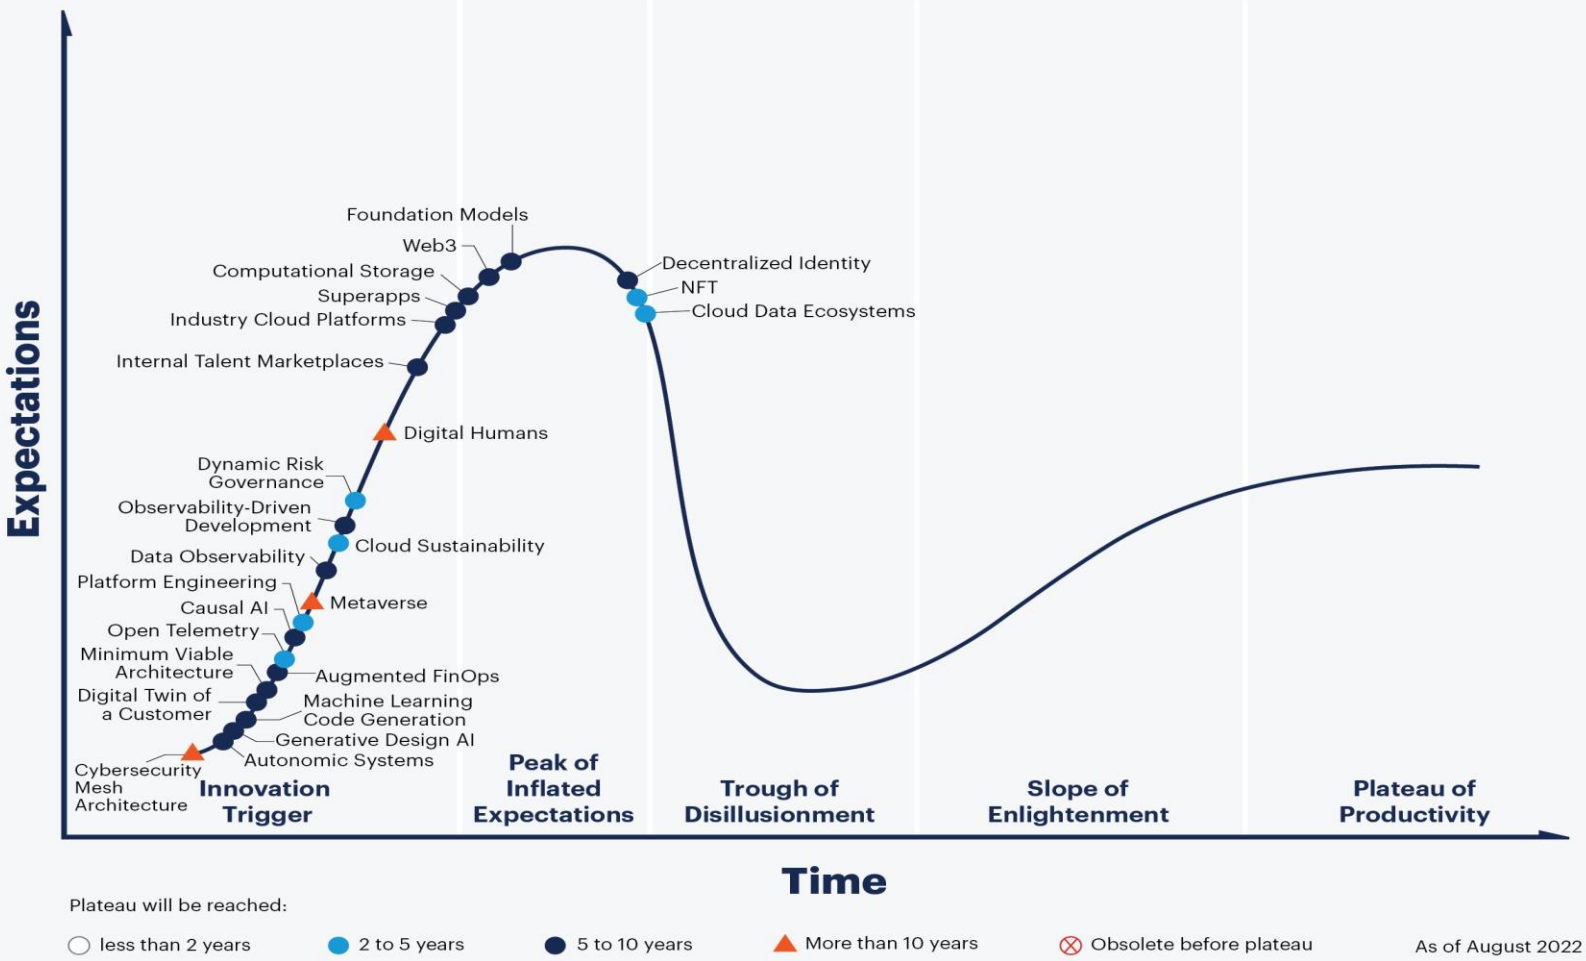 Expectations
Foundation Models
Web3
Computational Storage
Superapps
Industry Cloud Platforms
Internal Talent Marketplaces
Decentralized Identity
NFT
Cloud Data Ecosystems
Digital Humans
Dynamic Risk
Governance
Observability-Driven
Development
Cloud Sustainability
Data Observability
Platform Engineering
Metaverse
Causal AI
Open Telemetry
Minimum Viable
Architecture
Augmented FinOps
Digital Twin of
a Customer
Machine Learning
Code Generation
Generative Design AI
Autonomic Systems
Cybersecurity
Mesh
Architecture
Innovation
Trigger
Peak of
Inflated
Expectations
Trough of
Disillusionment
Slope of
Enlightenment
Plateau of
Productivity
Time
Plateau will be reached:
less than 2 years
2 to 5 years
5 to 10 years
More than 10 years
Obsolete before plateau
As of August 2022